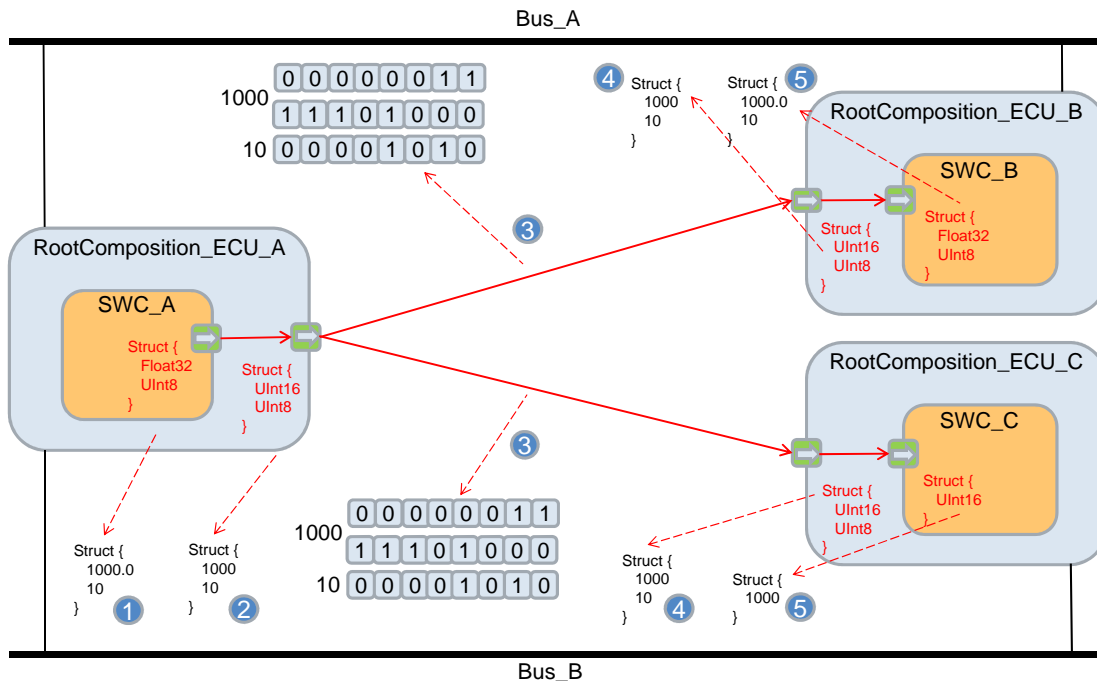 Bus_A
0 0 0 0 0 0 1 1
1000
1 1 1 0 1 0 0 0
10 0 0 0 0 1 0 1 0
3
4
Struct {
1000
10
}
Struct {
1000.0
10
}
5
RootComposition_ECU_B
SWC_B
Struct {
UInt16
UInt8
}
Struct {
Float32
UInt8
}
RootComposition_ECU_A
SWC_A
Struct {
Float32
UInt8
}
Struct {
UInt16
UInt8
}
RootComposition_ECU_C
SWC_C
Struct {
UInt16
UInt8
}
Struct {
UInt16
}
3
0 0 0 0 0 0 1 1
1000
1 1 1 0 1 0 0 0
10 0 0 0 0 1 0 1 0
Struct {
1000.0
10
}
1
Struct {
1000
10
}
2
Struct {
1000
10
}
4
Struct {
1000
}
5
Bus_B